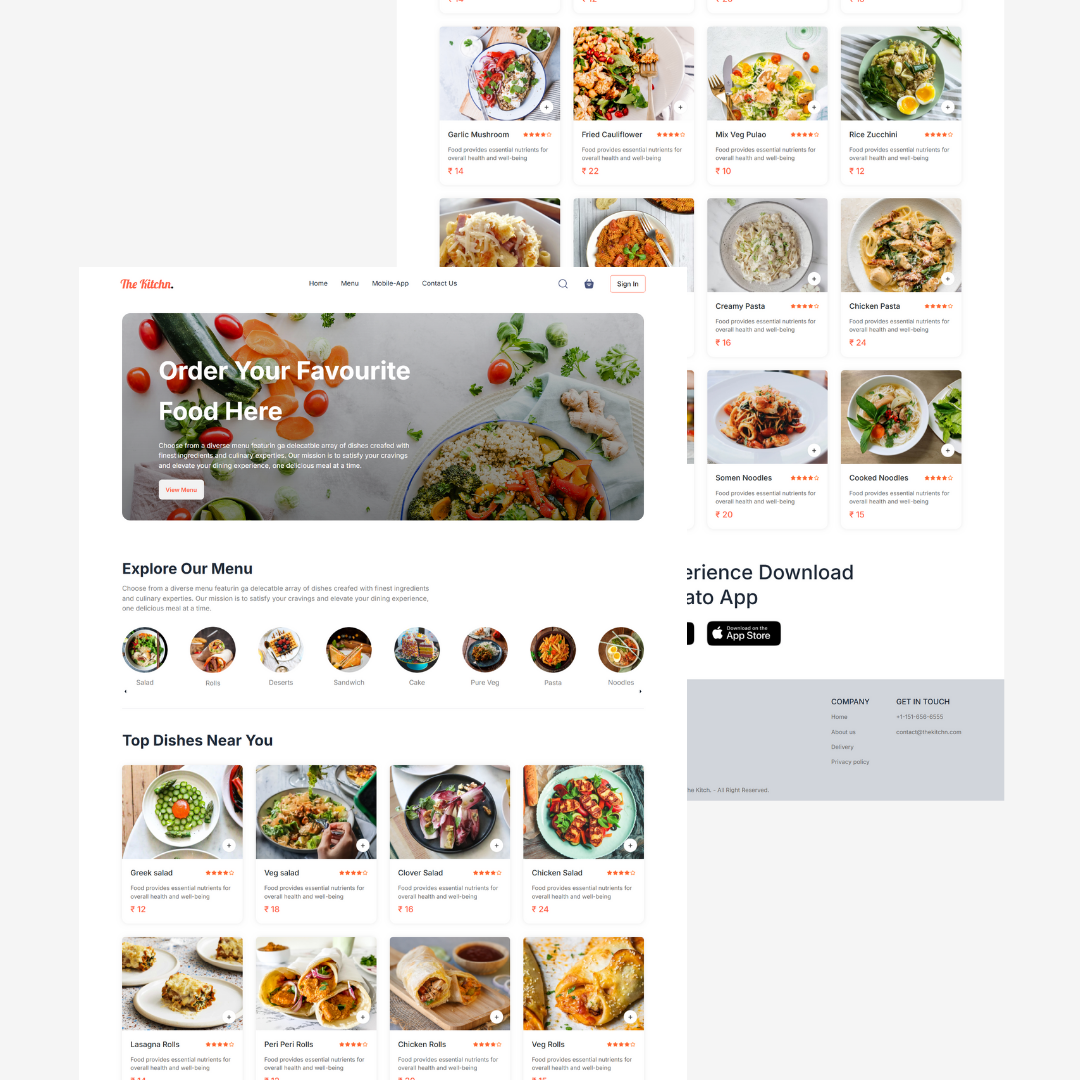 Garlic Mushroom
Food provides essential nutrients for
overall health and well-being
₹ 14
Fried Cauliflower
Food provides essential nutrients for
overall health and well-being
₹ 22
Mix Veg Pulao
Food provides essential nutrients for
overall health and well-being
₹ 10
Rice Zucchini
Food provides essential nutrients for
overall health and well-being
₹ 12
Creamy Pasta
Food provides essential nutrients for
overall health and well-being
₹ 16
Chicken Pasta
Food provides essential nutrients for
overall health and well-being
₹ 24
Somen Noodles
Food provides essential nutrients for
overall health and well-being
₹ 20
Cooked Noodles
Food provides essential nutrients for
overall health and well-being
₹ 15
erience Download
ato App
Download on the
App Store
COMPANY
Home
About us
Delivery
Privacy policy
GET IN TOUCH
+1-151-656-6555
contact@thekitchn.com
he Kitch. - All Right Reserved.
The Kitchn.
Home
Menu
Mobile-App
Contact Us
Sign In
Order Your Favourite
Food Here
Choose from a diverse menu featurin ga delecatble array of dishes creafed with
finest ingredients and culinary experties. Our mission is to satisfy your cravings
and elevate your dining experience, one delicious meal at a time.
View Menu
Explore Our Menu
Choose from a diverse menu featurin ga delecatble array of dishes creafed with finest ingredients
and culinary experties. Our mission is to satisfy your cravings and elevate your dining experience,
one delicious meal at a time.
Salad
Rolls
Deserts
Sandwich
Cake
Pure Veg
Pasta
Noodles
Top Dishes Near You
Greek salad
Food provides essential nutrients for
overall health and well-being
₹ 12
Veg salad
Food provides essential nutrients for
overall health and well-being
₹ 18
Clover Salad
Food provides essential nutrients for
overall health and well-being
₹ 16
Chicken Salad
Food provides essential nutrients for
overall health and well-being
₹ 24
Lasagna Rolls
Food provides essential nutrients for
overall health and well-being
Peri Peri Rolls
Food provides essential nutrients for
overall health and well-being
Chicken Rolls
Food provides essential nutrients for
overall health and well-being
Veg Rolls
Food provides essential nutrients for
overall health and well-being